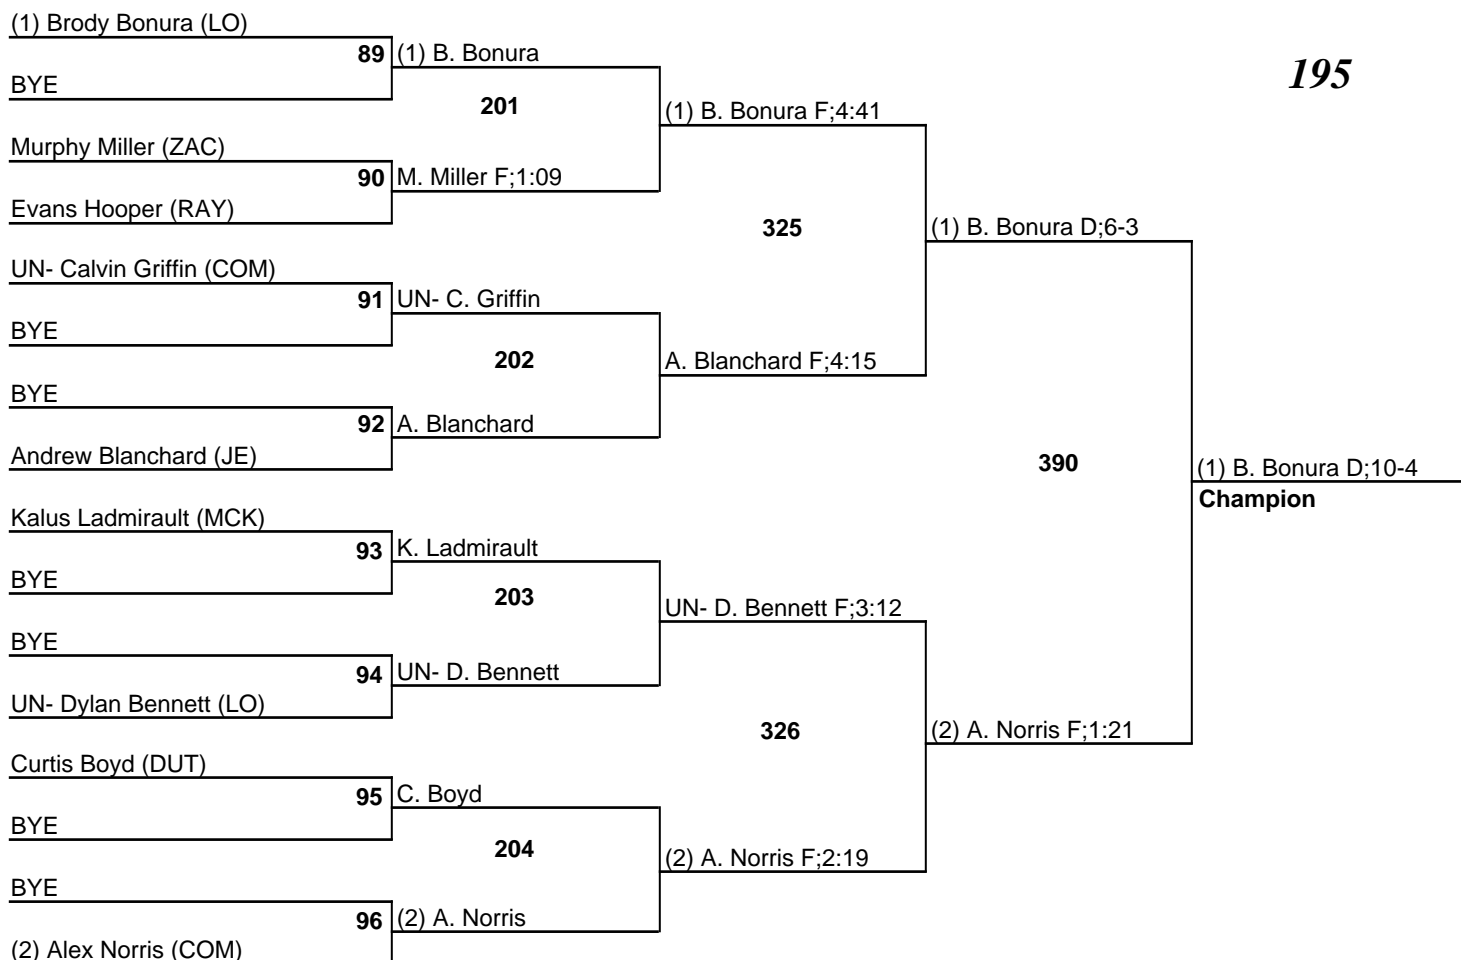 (1) Brody Bonura (LO)
89 (1) B. Bonura
195
BYE
201
(1) B. Bonura F;4:41
Murphy Miller (ZAC)
90 M. Miller F;1:09
Evans Hooper (RAY)
325
(1) B. Bonura D;6-3
UN- Calvin Griffin (COM)
91 UN- C. Griffin
BYE
202
A. Blanchard F;4:15
BYE
92 A. Blanchard
Andrew Blanchard (JE)
390
(1) B. Bonura D;10-4
Champion
Kalus Ladmirault (MCK)
93 K. Ladmirault
BYE
203
UN- D. Bennett F;3:12
BYE
94 UN- D. Bennett
UN- Dylan Bennett (LO)
326
(2) A. Norris F;1:21
Curtis Boyd (DUT)
95 C. Boyd
BYE
204
(2) A. Norris F;2:19
BYE
96 (2) A. Norris
(2) Alex Norris (COM)